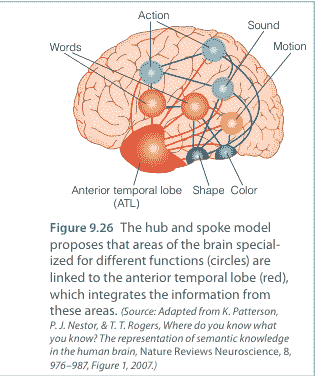 Action
Sound
Words
Motion
Anterior temporal lobe
(ATL)
Shape
Color
Figure 9.26 The hub and spoke model
proposes that areas of the brain special-
ized for different functions (circles) are
linked to the anterior temporal lobe (red),
which integrates the information from
these areas. (Source: Adapted from K. Patterson,
P. J. Nestor, & T. T. Rogers, Where do you know what
you know? The representation of semantic knowledge
in the human brain, Nature Reviews Neuroscience, 8,
976–987, Figure 1, 2007.)